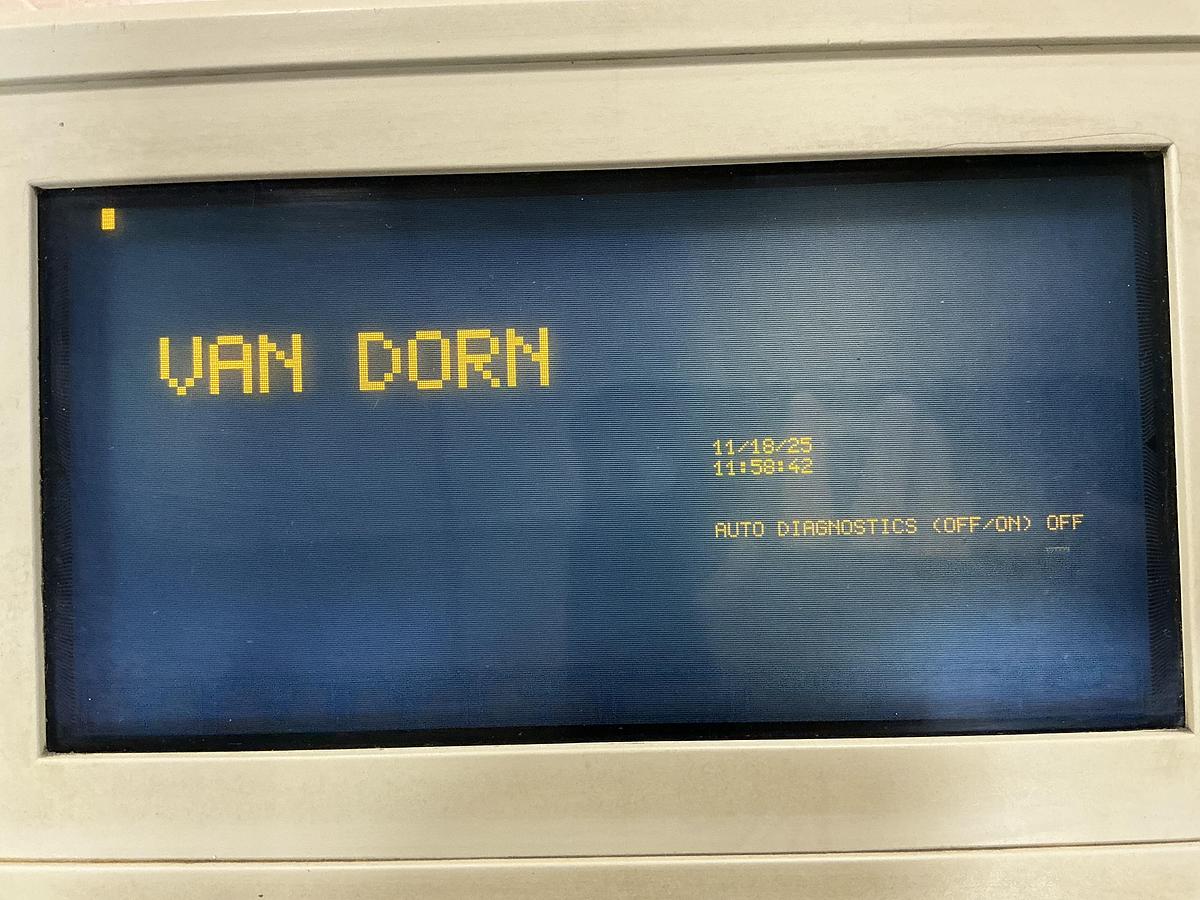 VAN DORN
11/18/25
11:58:42
AUTO DIAGNOSTICS (OFF/ON) OFF